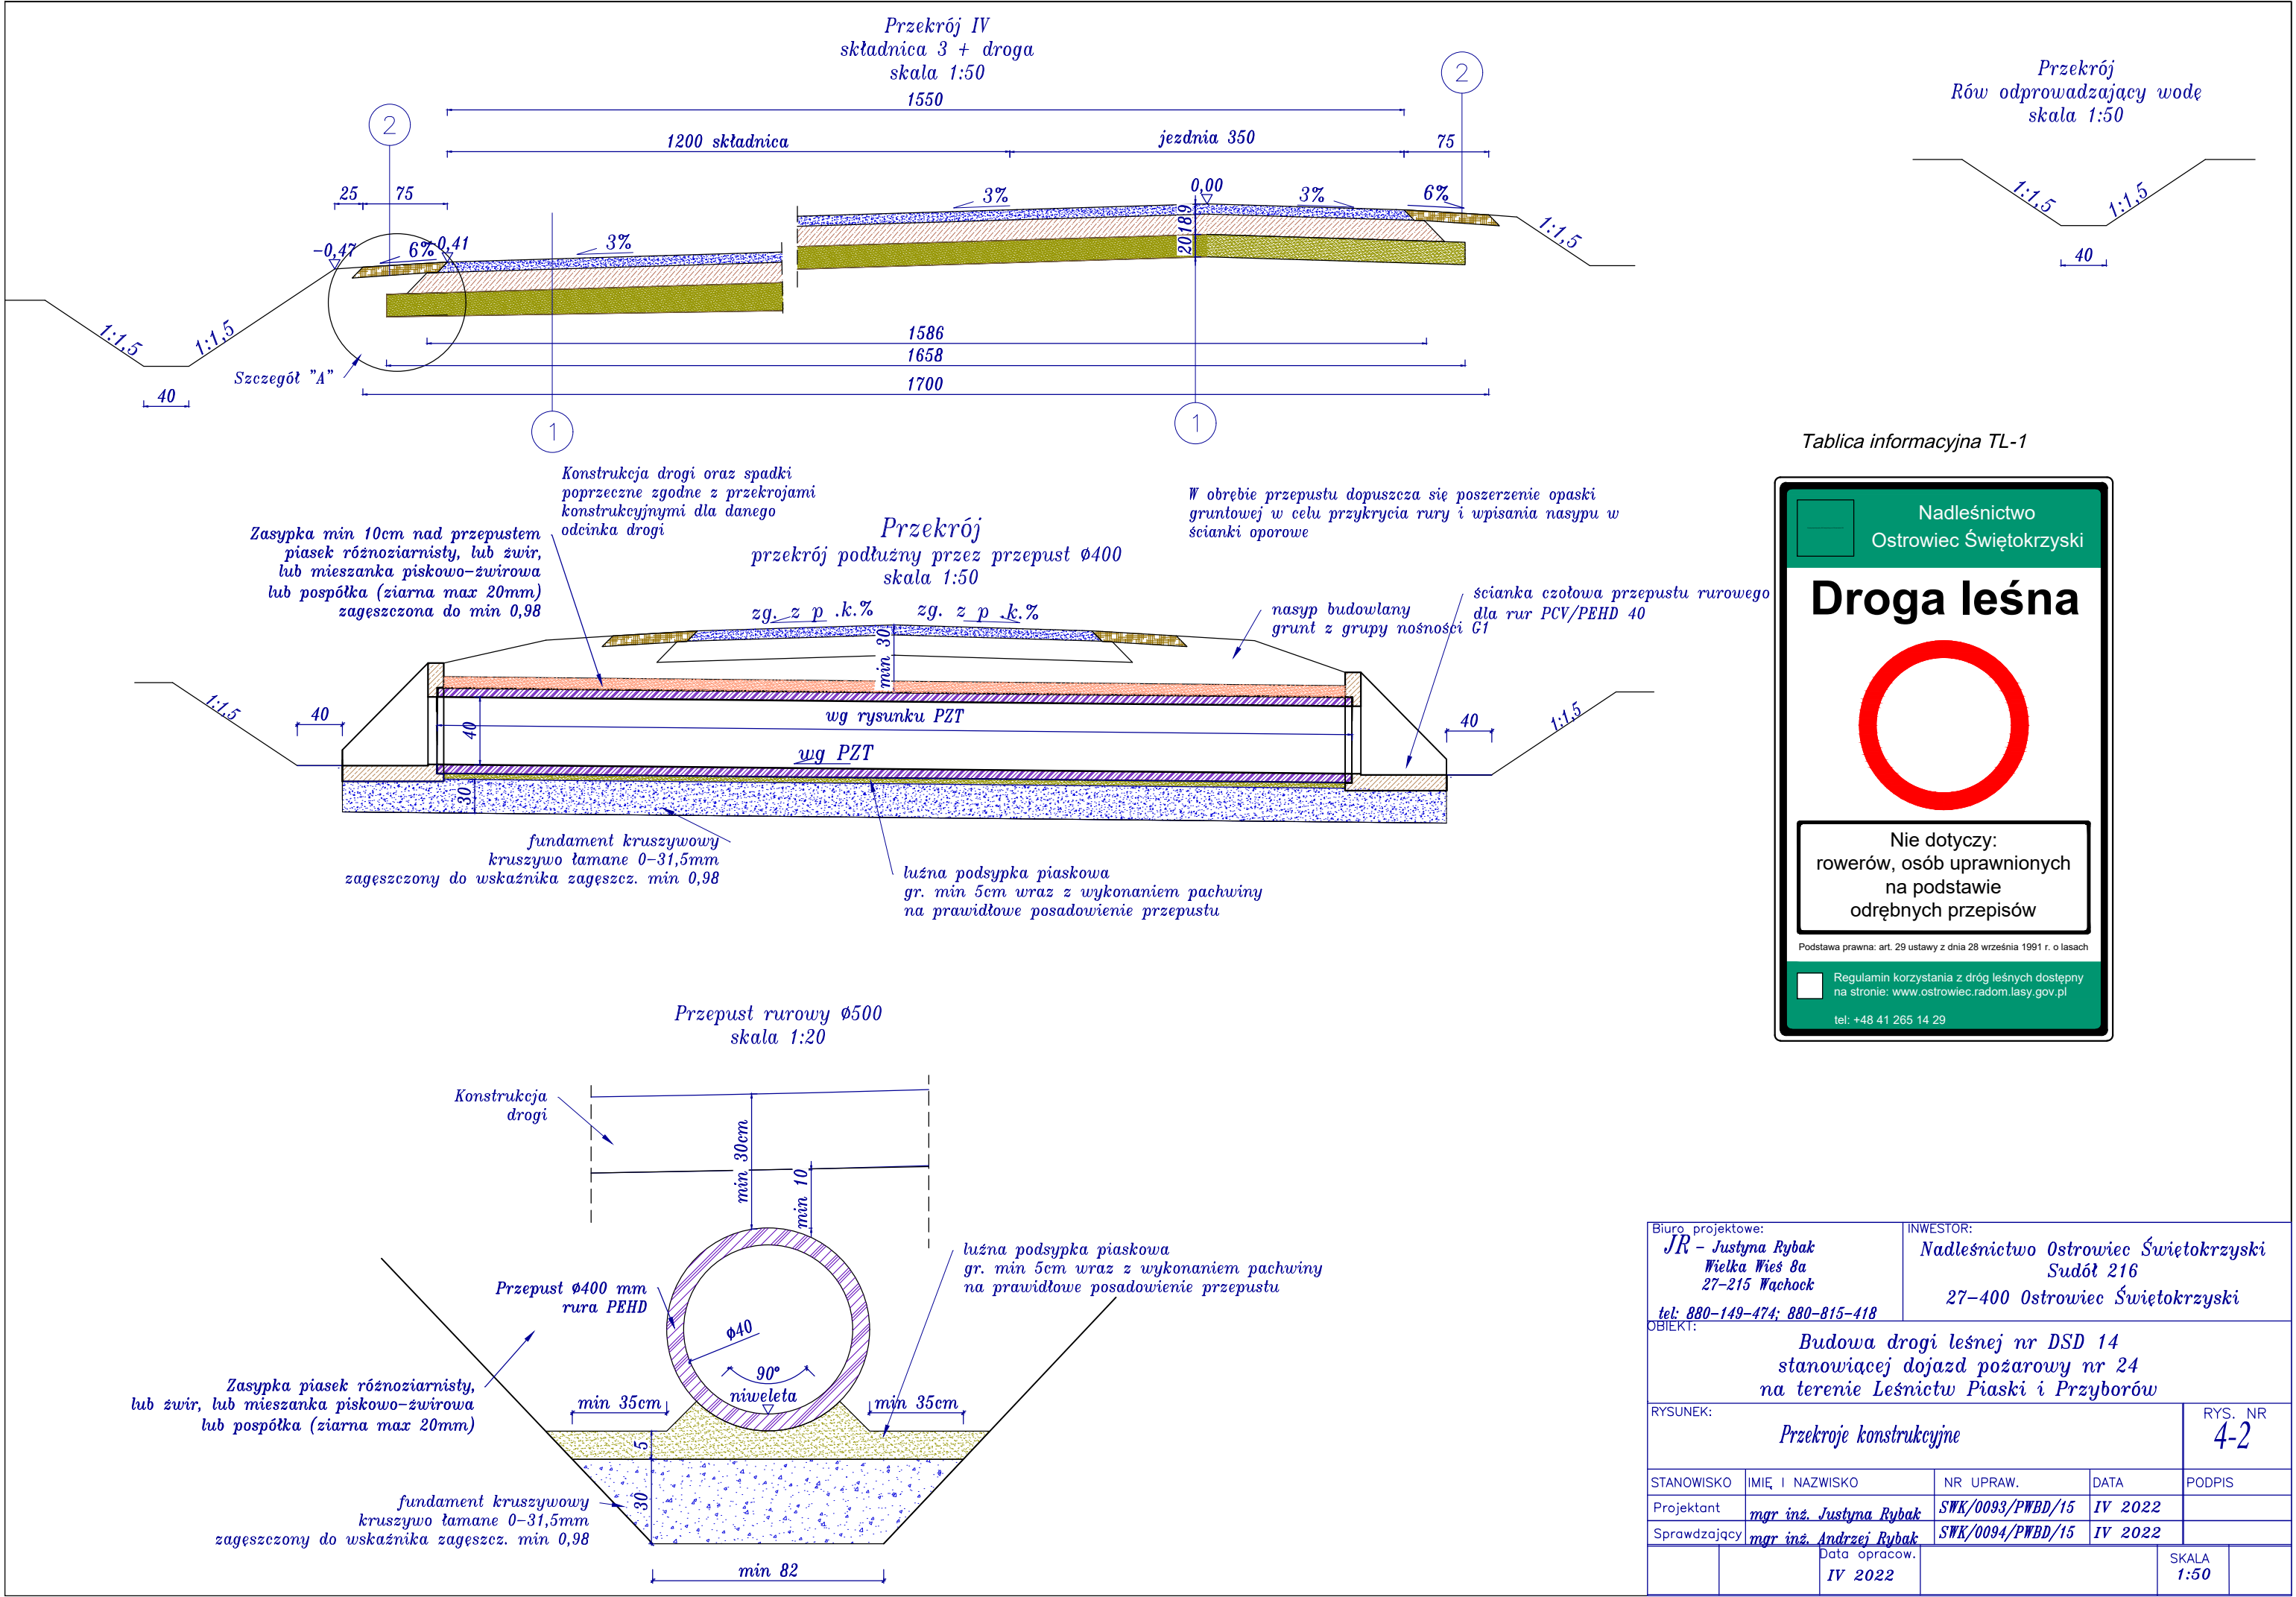 Przekrój IV
składnica 3 + droga
skala 1:50
1550
2
2
1200 składnica
jezdnia 350
75
25
75
3%
0,00
3%
6%
9
18
20
1:1,5
-0,47
6%
-0,41
3%
1:1,5
1:1,5
40
Szczegół "A"
1586
1658
1700
1
1
Przekrój
Rów odprowadzający wodę
skala 1:50
1:1,5
1:1,5
40
Konstrukcja drogi oraz spadki
poprzeczne zgodne z przekrojami
konstrukcyjnymi dla danego
odcinka drogi
Zasypka min 10cm nad przepustem
piasek różnoziarnisty, lub żwir,
lub mieszanka piskowo-żwirowa
lub pospółka (ziarna max 20mm)
zagęszczona do min 0,98
Przekrój
przekrój podłużny przez przepust ø400
skala 1:50
W obrębie przepustu dopuszcza się poszerzenie opaski
gruntowej w celu przykrycia rury i wpisania nasypu w
ścianki oporowe
zg. z p .k.%
zg. z p .k.%
nasyp budowlany
grunt z grupy nośności G1
ścianka czołowa przepustu rurowego
dla rur PCV/PEHD 40
min 30
1:1,5
40
40
wg rysunku PZT
wg PZT
40
1:1,5
30
fundament kruszywowy
kruszywo łamane 0-31,5mm
zagęszczony do wskaźnika zagęszcz. min 0,98
luźna podsypka piaskowa
gr. min 5cm wraz z wykonaniem pachwiny
na prawidłowe posadowienie przepustu
Tablica informacyjna TL-1
Nadleśnictwo
Ostrowiec Świętokrzyski
Droga leśna
Nie dotyczy:
rowerów, osób uprawnionych
na podstawie
odrębnych przepisów
Podstawa prawna: art. 29 ustawy z dnia 28 września 1991 r. o lasach
Regulamin korzystania z dróg leśnych dostępny
na stronie: www.ostrowiec.radom.lasy.gov.pl
tel: +48 41 265 14 29
Przepust rurowy ø500
skala 1:20
Konstrukcja
drogi
min 30cm
min 10
Przepust ø400 mm
rura PEHD
luźna podsypka piaskowa
gr. min 5cm wraz z wykonaniem pachwiny
na prawidłowe posadowienie przepustu
ø40
90°
niweleta
min 35cm
min 35cm
Zasypka piasek różnoziarnisty,
lub żwir, lub mieszanka piskowo-żwirowa
lub pospółka (ziarna max 20mm)
5
30
fundament kruszywowy
kruszywo łamane 0-31,5mm
zagęszczony do wskaźnika zagęszcz. min 0,98
min 82
Biuro projektowe:
JR - Justyna Rybak
Wielka Wieś 8a
27-215 Wąchock
tel: 880-149-474; 880-815-418
INWESTOR:
Nadleśnictwo Ostrowiec Świętokrzyski
Sudół 216
27-400 Ostrowiec Świętokrzyski
OBIEKT:
Budowa drogi leśnej nr DSD 14
stanowiącej dojazd pożarowy nr 24
na terenie Leśnictw Piaski i Przyborów
RYSUNEK:
Przekroje konstrukcyjne
RYS. NR
4-2
STANOWISKO IMIĘ I NAZWISKO NR UPRAW. DATA PODPIS
Projektant mgr inż. Justyna Rybak SWK/0093/PWBD/15 IV 2022
Sprawdzający mgr inż. Andrzej Rybak SWK/0094/PWBD/15 IV 2022
Data opracow.
IV 2022
SKALA
1:50